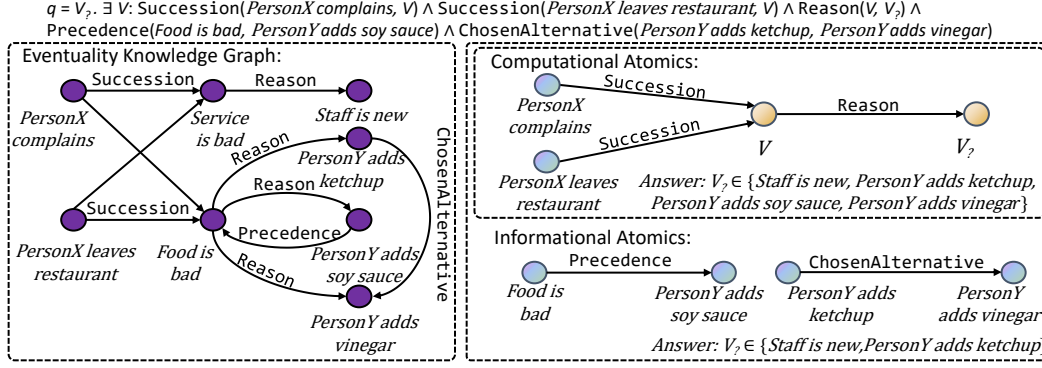 q = V?. ∃ V: Succession(PersonX complains, V) ∧ Succession(PersonX leaves restaurant, V) ∧ Reason(V, V?) ∧
Precedence(Food is bad, PersonY adds soy sauce) ∧ ChosenAlternative(PersonY adds ketchup, PersonY adds vinegar)
Eventuality Knowledge Graph:
Succession
Reason
PersonX
complains
Service
is bad
Staff is new
Reason
PersonY adds
ketchup
Reason
Succession
Precedence
PersonX leaves
restaurant
Food is
bad
PersonY adds
soy sauce
Reason
PersonY adds
vinegar
ChosenAlternative
Computational Atomics:
Succession
PersonX
complains
Reason
Succession
V
V?
PersonX leaves
restaurant
Answer: V? ∈ {Staff is new, PersonY adds ketchup,
PersonY adds soy sauce, PersonY adds vinegar}
Informational Atomics:
Precedence
ChosenAlternative
Food is
bad
PersonY adds
soy sauce
PersonY adds
ketchup
PersonY
adds vinegar
Answer: V? ∈ {Staff is new,PersonY adds ketchup}